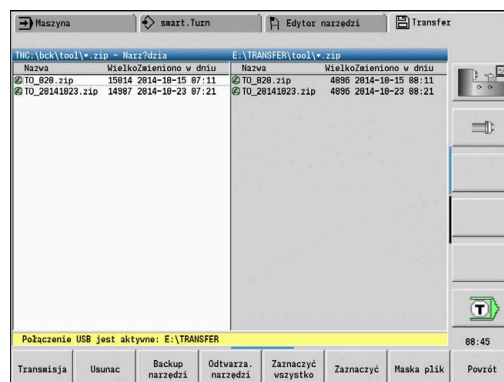 Maszyna
smart.Turn
Edytor narzędzi
Transfer
TNC:\bck\tool\*.zip - Narz?dzia
E:\TRANSFER\tool\*.zip
Nazwa WielkoZmieniono w dniu
Nazwa WielkoZmieniono w dniu
TO_020.zip 15014 2014-10-15 07:11
TO_020.zip 4096 2014-10-15 08:11
TO_20141023.zip 14987 2014-10-23 07:21
TO_20141023.zip 4096 2014-10-23 08:21
T
Połączenie USB jest aktywne: E:\TRANSFER
08:45
Transmisja
Usunac
Backup narzędzi
Odtwarza. narzędzi
Zaznaczyć wszystko
Zaznaczyć
Maska plik
Powrót